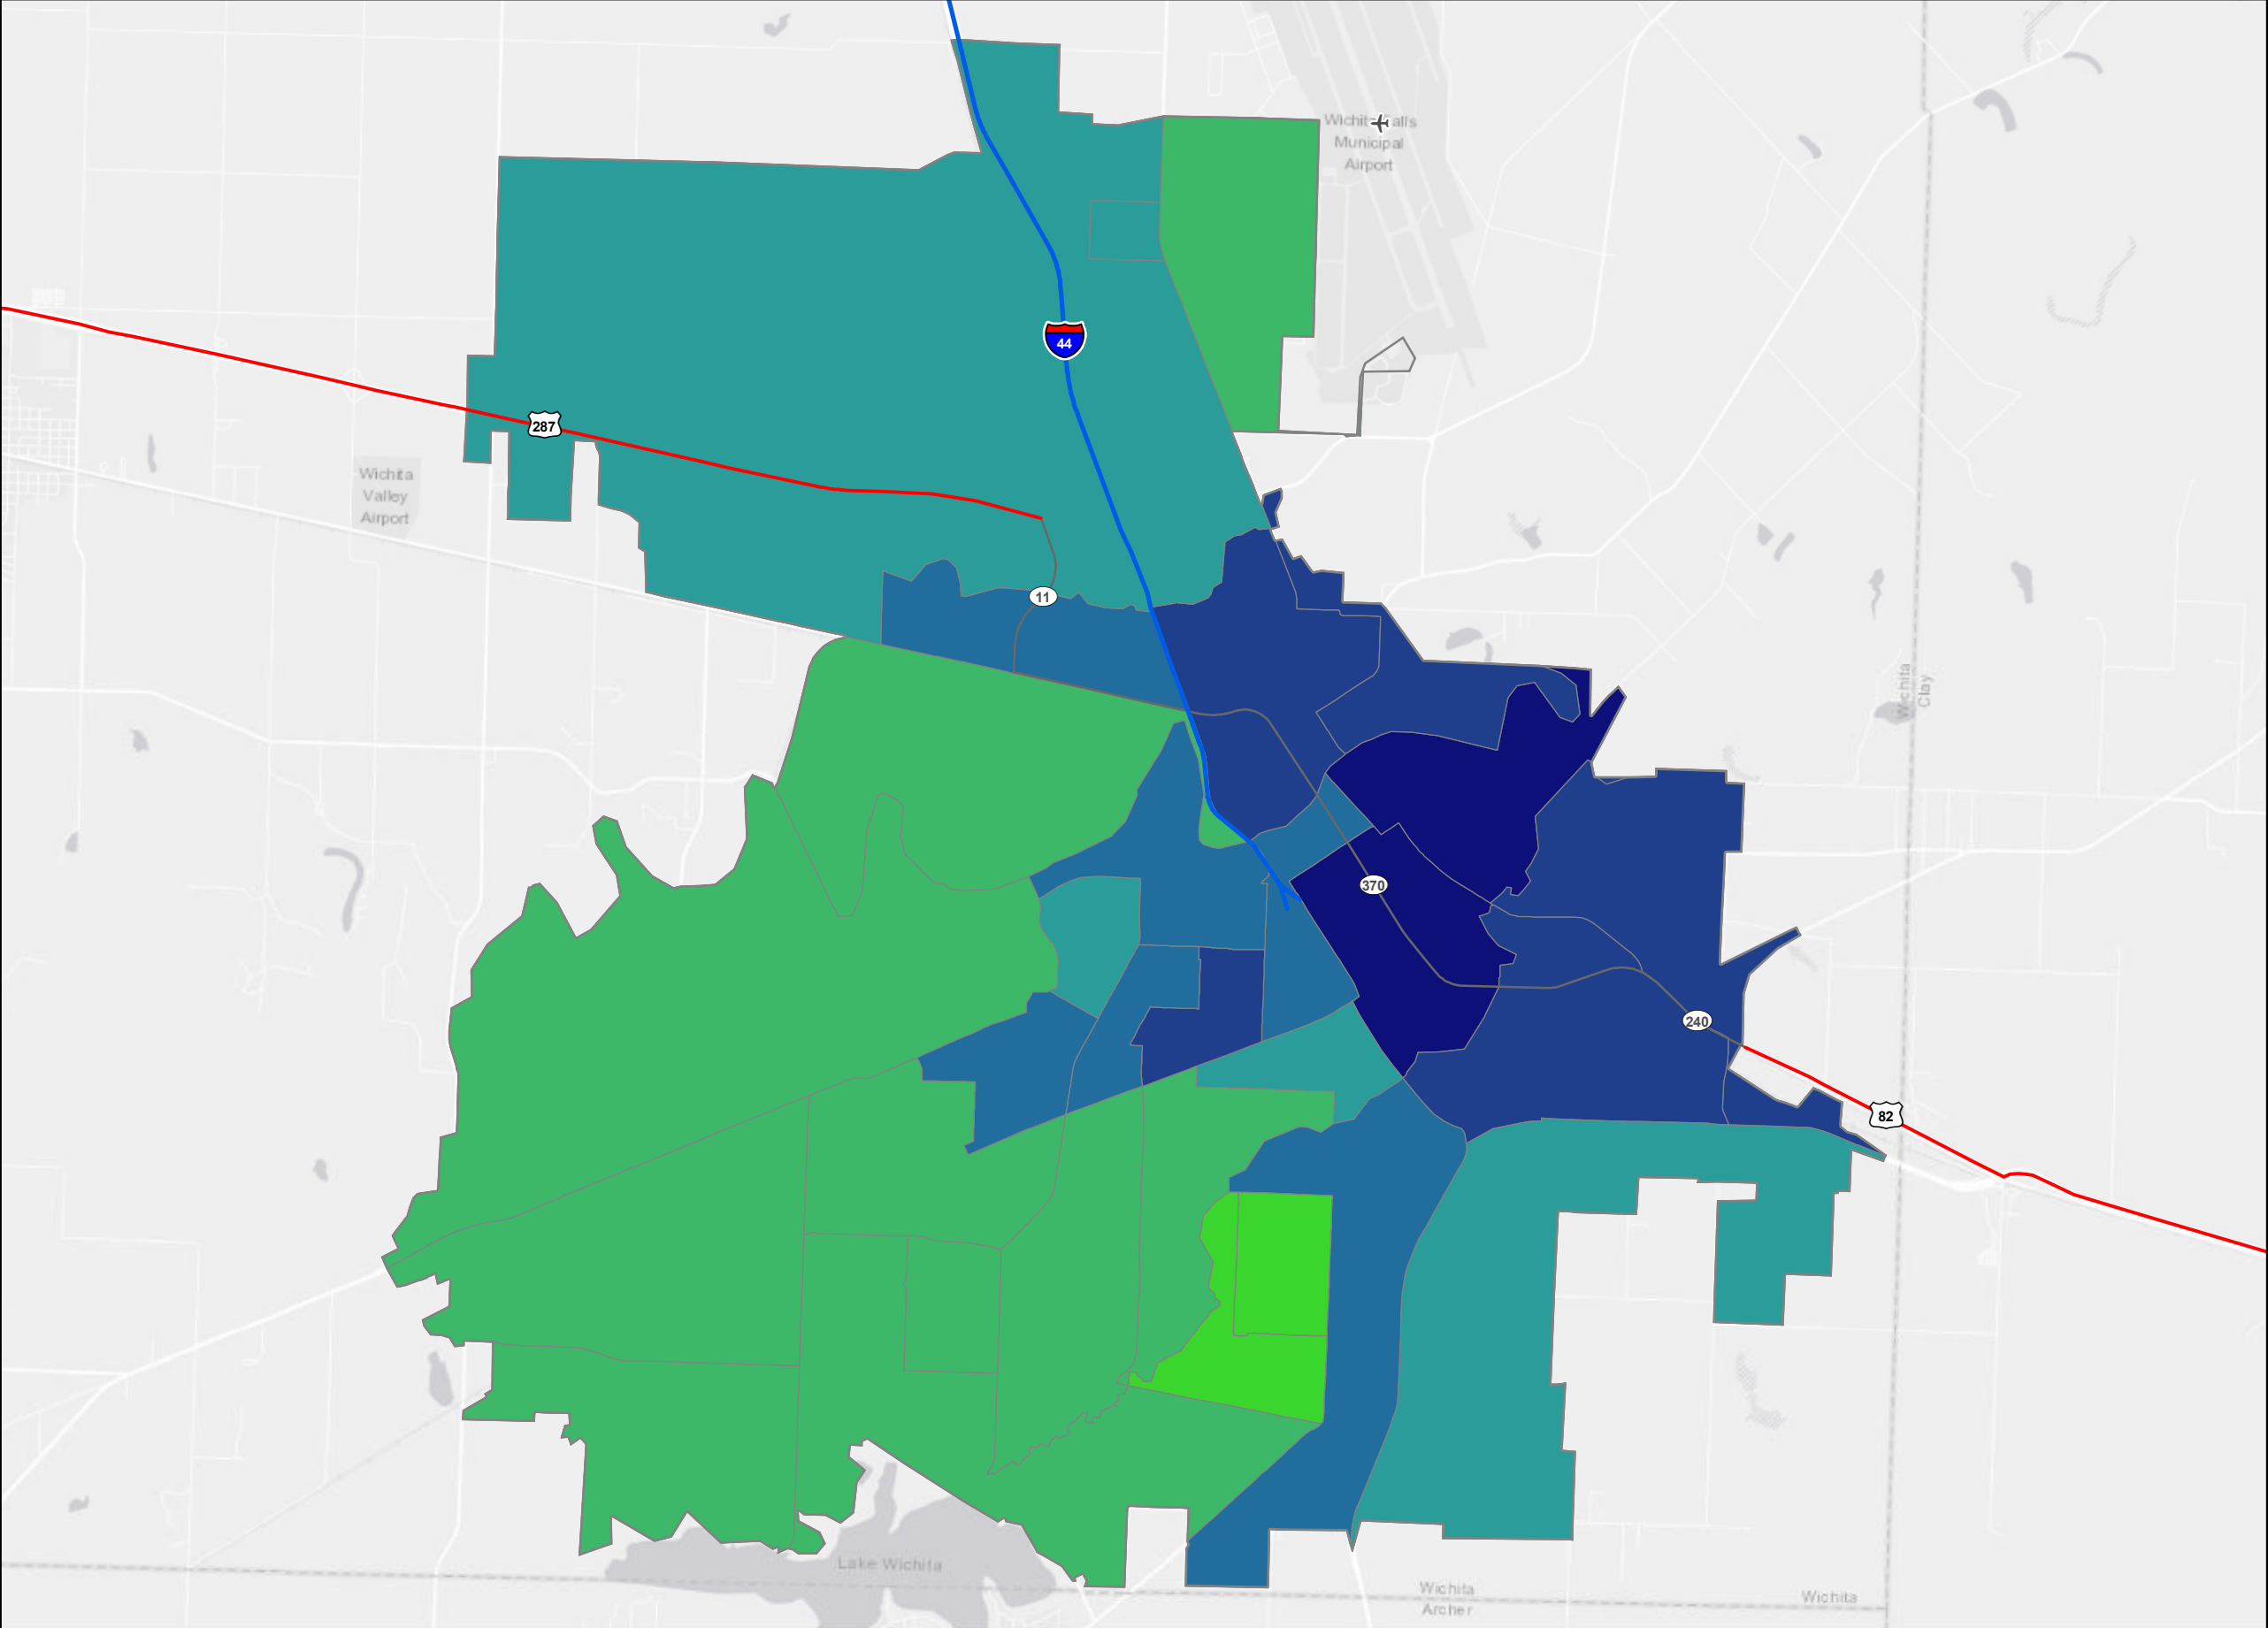 Wichita Falls
Municipal
Airport
44
287
Wichita
Valley
Airport
11
Wichita
Clay
370
240
82
Lake Wichita
Wichita
Archer
Wichita